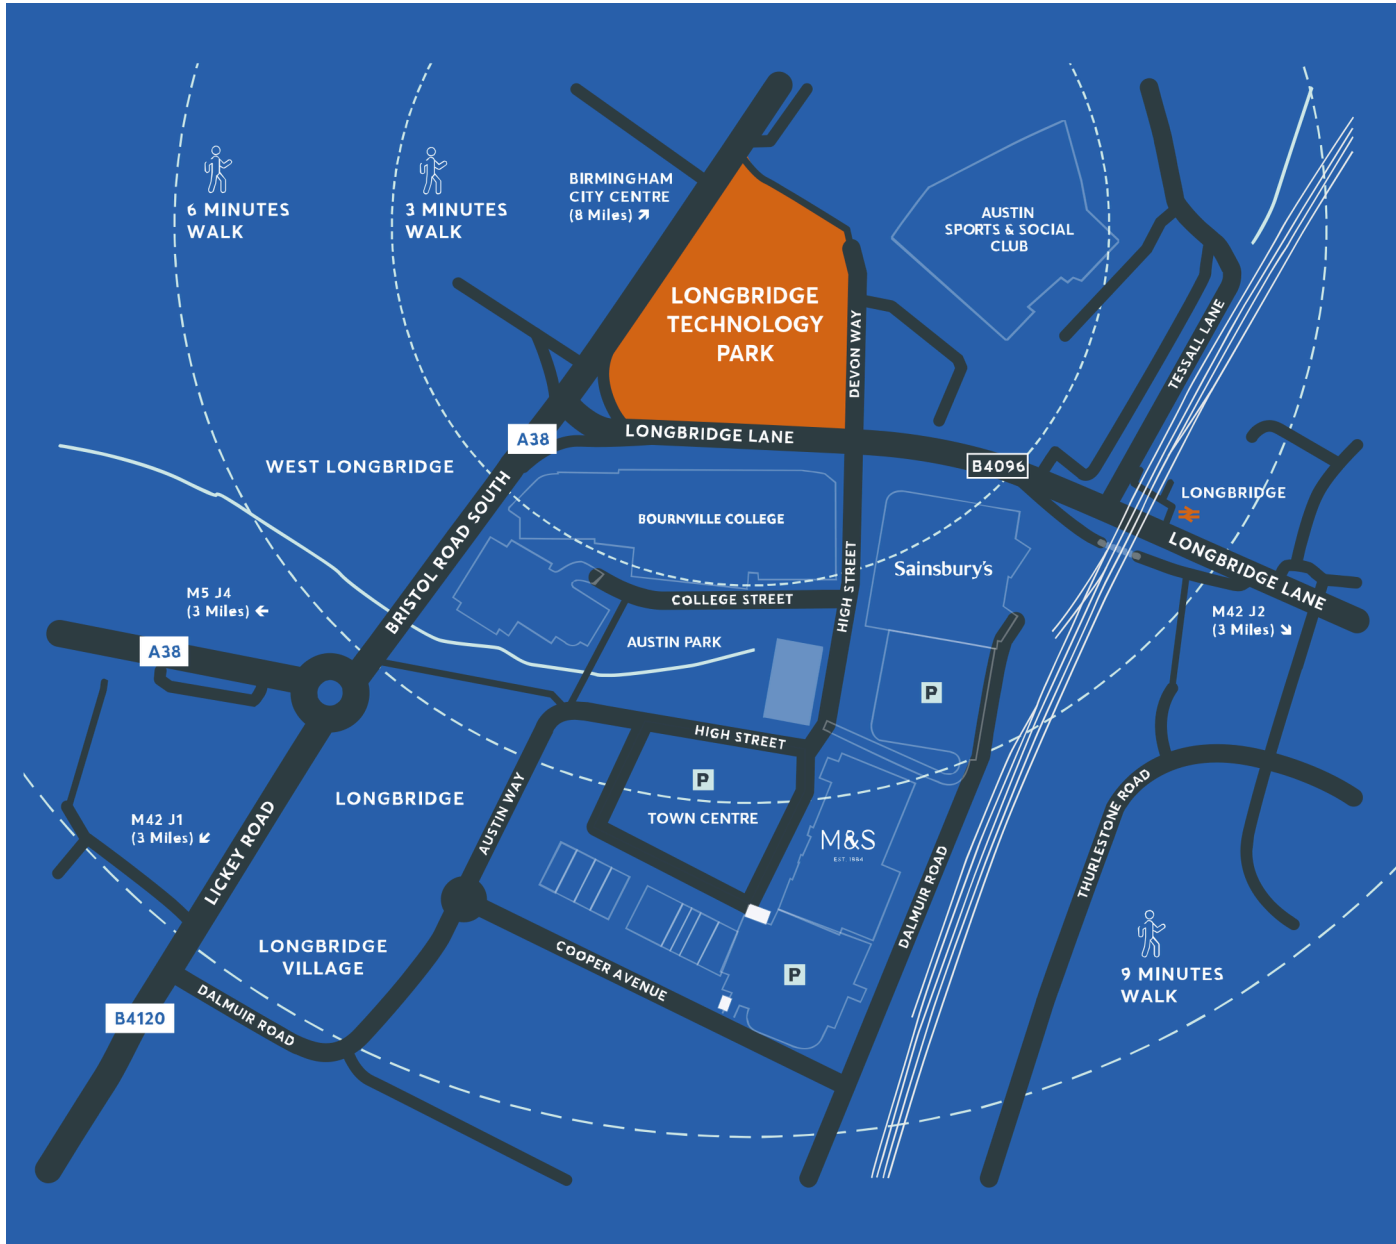 6 MINUTES
WALK
3 MINUTES
WALK
BIRMINGHAM
CITY CENTRE
(8 Miles)
AUSTIN
SPORTS & SOCIAL
CLUB
LONGBRIDGE
TECHNOLOGY
PARK
DEVON WAY
TESSALL LANE
A38
LONGBRIDGE LANE
WEST LONGBRIDGE
B4096
LONGBRIDGE
BRISTOL ROAD SOUTH
BOURNVILLE COLLEGE
Sainsbury's
HIGH STREET
LONGBRIDGE LANE
M5 J4
(3 Miles)
COLLEGE STREET
M42 J2
(3 Miles)
A38
AUSTIN PARK
P
HIGH STREET
P
LONGBRIDGE
TOWN CENTRE
M42 J1
(3 Miles)
AUSTIN WAY
LICKEY ROAD
M&S
EST. 1884
THURLESTONE ROAD
DALMUIR ROAD
LONGBRIDGE
VILLAGE
COOPER AVENUE
P
9 MINUTES
WALK
DALMUIR ROAD
B4120